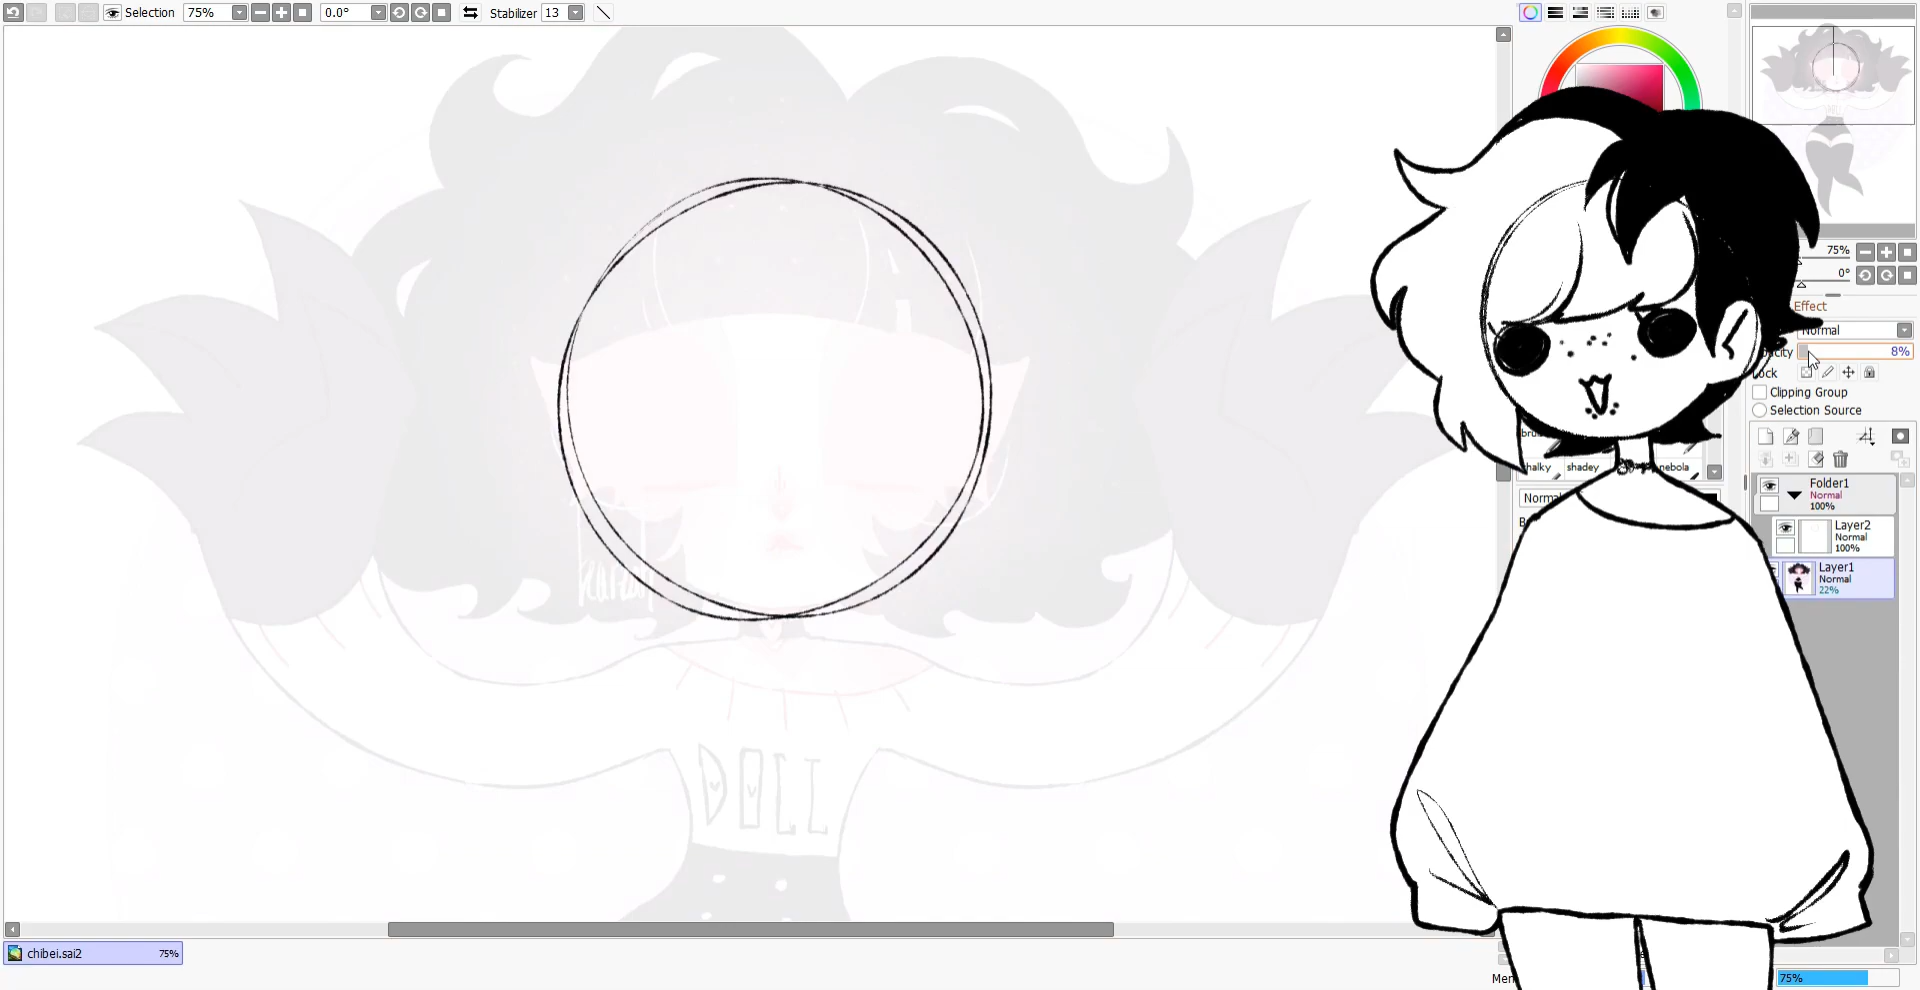 Selection 75% 0.0° Stabilizer 13
75%
0°
Effect
Normal
8%
Lock
Clipping Group
Selection Source
halky shadey nebola
Folder1
Normal
100%
Layer2
Normal
100%
Layer1
Normal
22%
DOLL
chibei.sai2 75%
75%